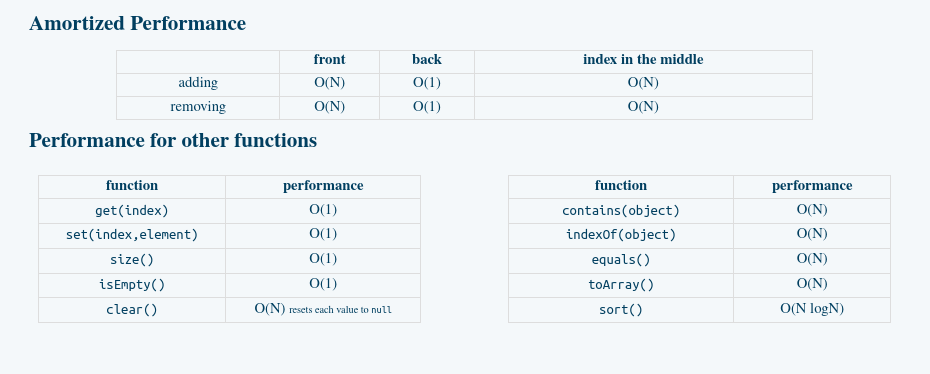 Amortized Performance
front back index in the middle
adding O(N) O(1) O(N)
removing O(N) O(1) O(N)
Performance for other functions
function performance
get(index) O(1)
set(index,element) O(1)
size() O(1)
isEmpty() O(1)
clear() O(N) resets each value to null
function performance
contains(object) O(N)
indexOf(object) O(N)
equals() O(N)
toArray() O(N)
sort() O(N logN)